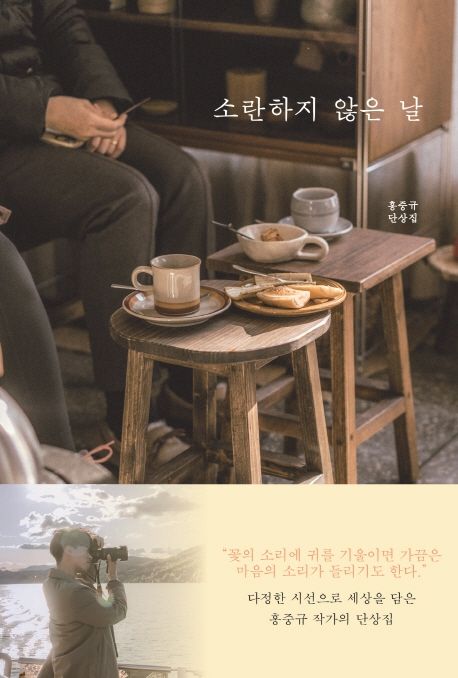 소란하지 않은 날
홍중규
단상집
“꽃의 소리에 귀를 기울이면 가끔은
마음의 소리가 들리기도 한다.”
다정한 시선으로 세상을 담은
홍중규 작가의 단상집